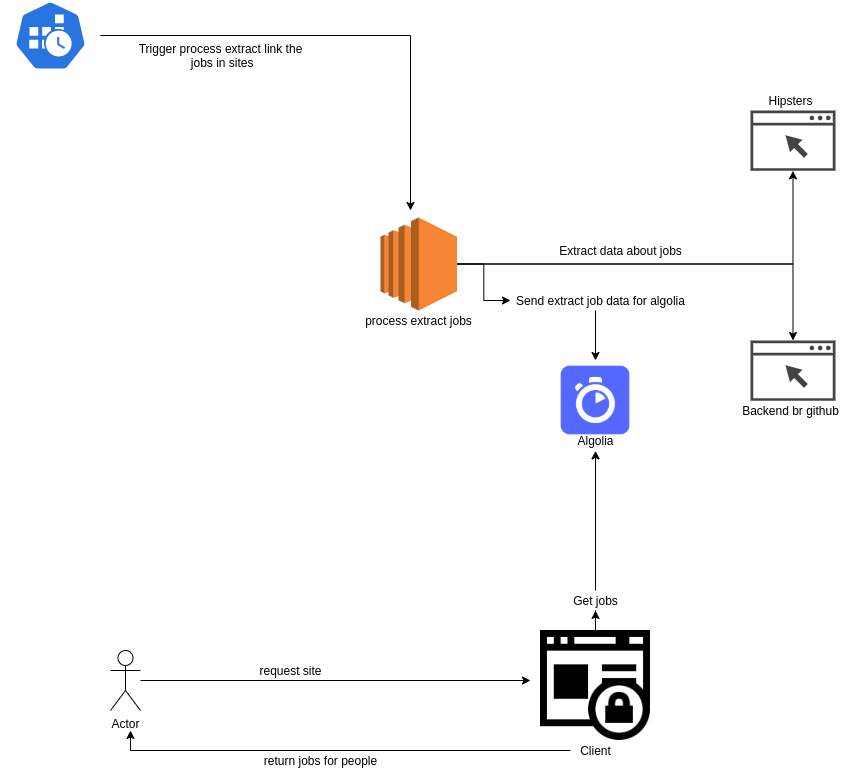 Trigger process extract link the
jobs in sites
Hipsters
Extract data about jobs
Send extract job data for algolia
process extract jobs
Backend br github
Algolia
Get jobs
request site
Actor
Client
return jobs for people